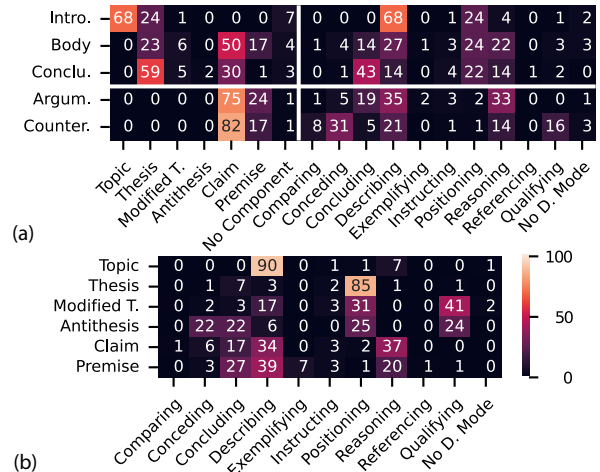 Intro. 68 24 1 0 0 0 7 0 0 0 68 0 0 24 4 0 1 2
Body 0 23 6 0 50 17 4 1 4 14 27 1 3 24 22 0 3 3
Conclu. 0 59 5 2 30 1 3 0 1 43 14 0 4 22 14 1 2 0
Argum. 0 0 0 0 75 24 1 1 5 19 35 2 3 2 33 0 0 1
Counter. 0 0 0 0 82 17 1 8 31 5 21 0 1 1 14 0 16 3
Topic Thesis Modified T. Antithesis Claim Premise No Component Comparing Conceding Concluding Describing Exemplifying Instructing Positioning Reasoning Referencing Qualifying No D. Mode
(a)
Topic 0 0 0 90 0 1 1 7 0 0 1
Thesis 0 1 7 3 0 2 85 1 0 1 0
Modified T. 0 2 3 17 0 3 31 0 0 41 2
Antithesis 0 22 22 6 0 0 25 0 0 24 0
Claim 1 6 17 34 0 3 2 37 0 0 0
Premise 0 3 27 39 7 3 1 20 1 1 0
Comparing Conceding Concluding Describing Exemplifying Instructing Positioning Reasoning Referencing Qualifying No D. Mode
(b)
100
50
0